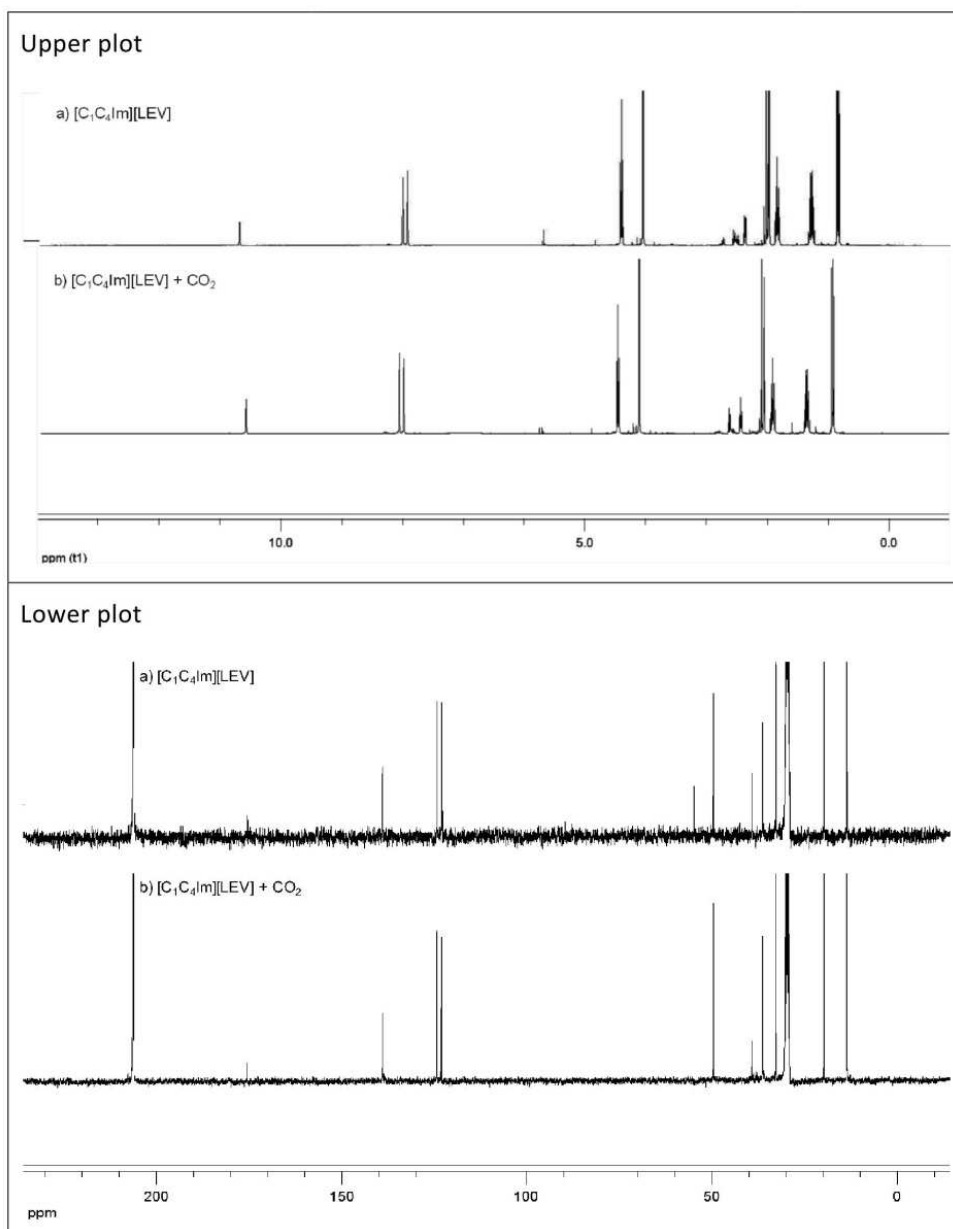 Upper plot
a) [C₁C₄Im][LEV]
b) [C₁C₄Im][LEV] + CO₂
10.0 5.0 0.0
ppm (t1)
Lower plot
a) [C₁C₄Im][LEV]
b) [C₁C₄Im][LEV] + CO₂
200 150 100 50 0
ppm